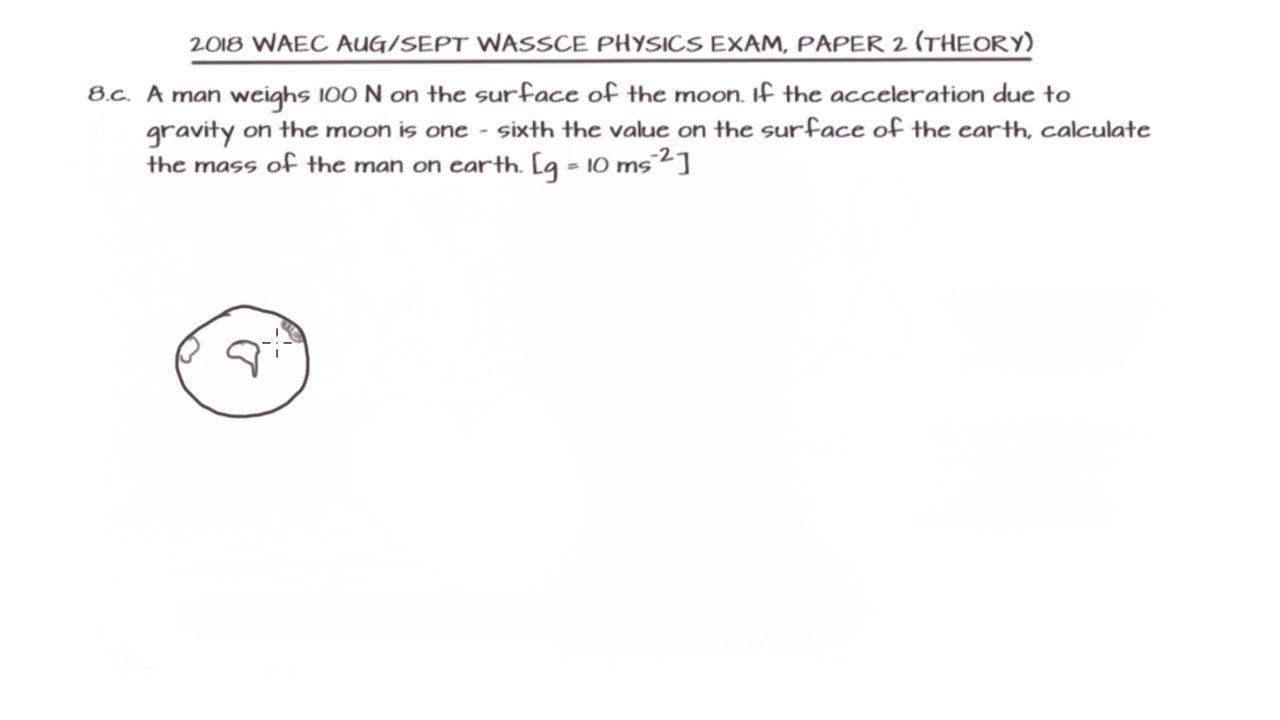 2018 WAEC AUG/SEPT WASSCE PHYSICS EXAM, PAPER 2 (THEORY)
8.c. A man weighs 100 N on the surface of the moon. If the acceleration due to
gravity on the moon is one - sixth the value on the surface of the earth, calculate
the mass of the man on earth. [g = 10 ms⁻²]